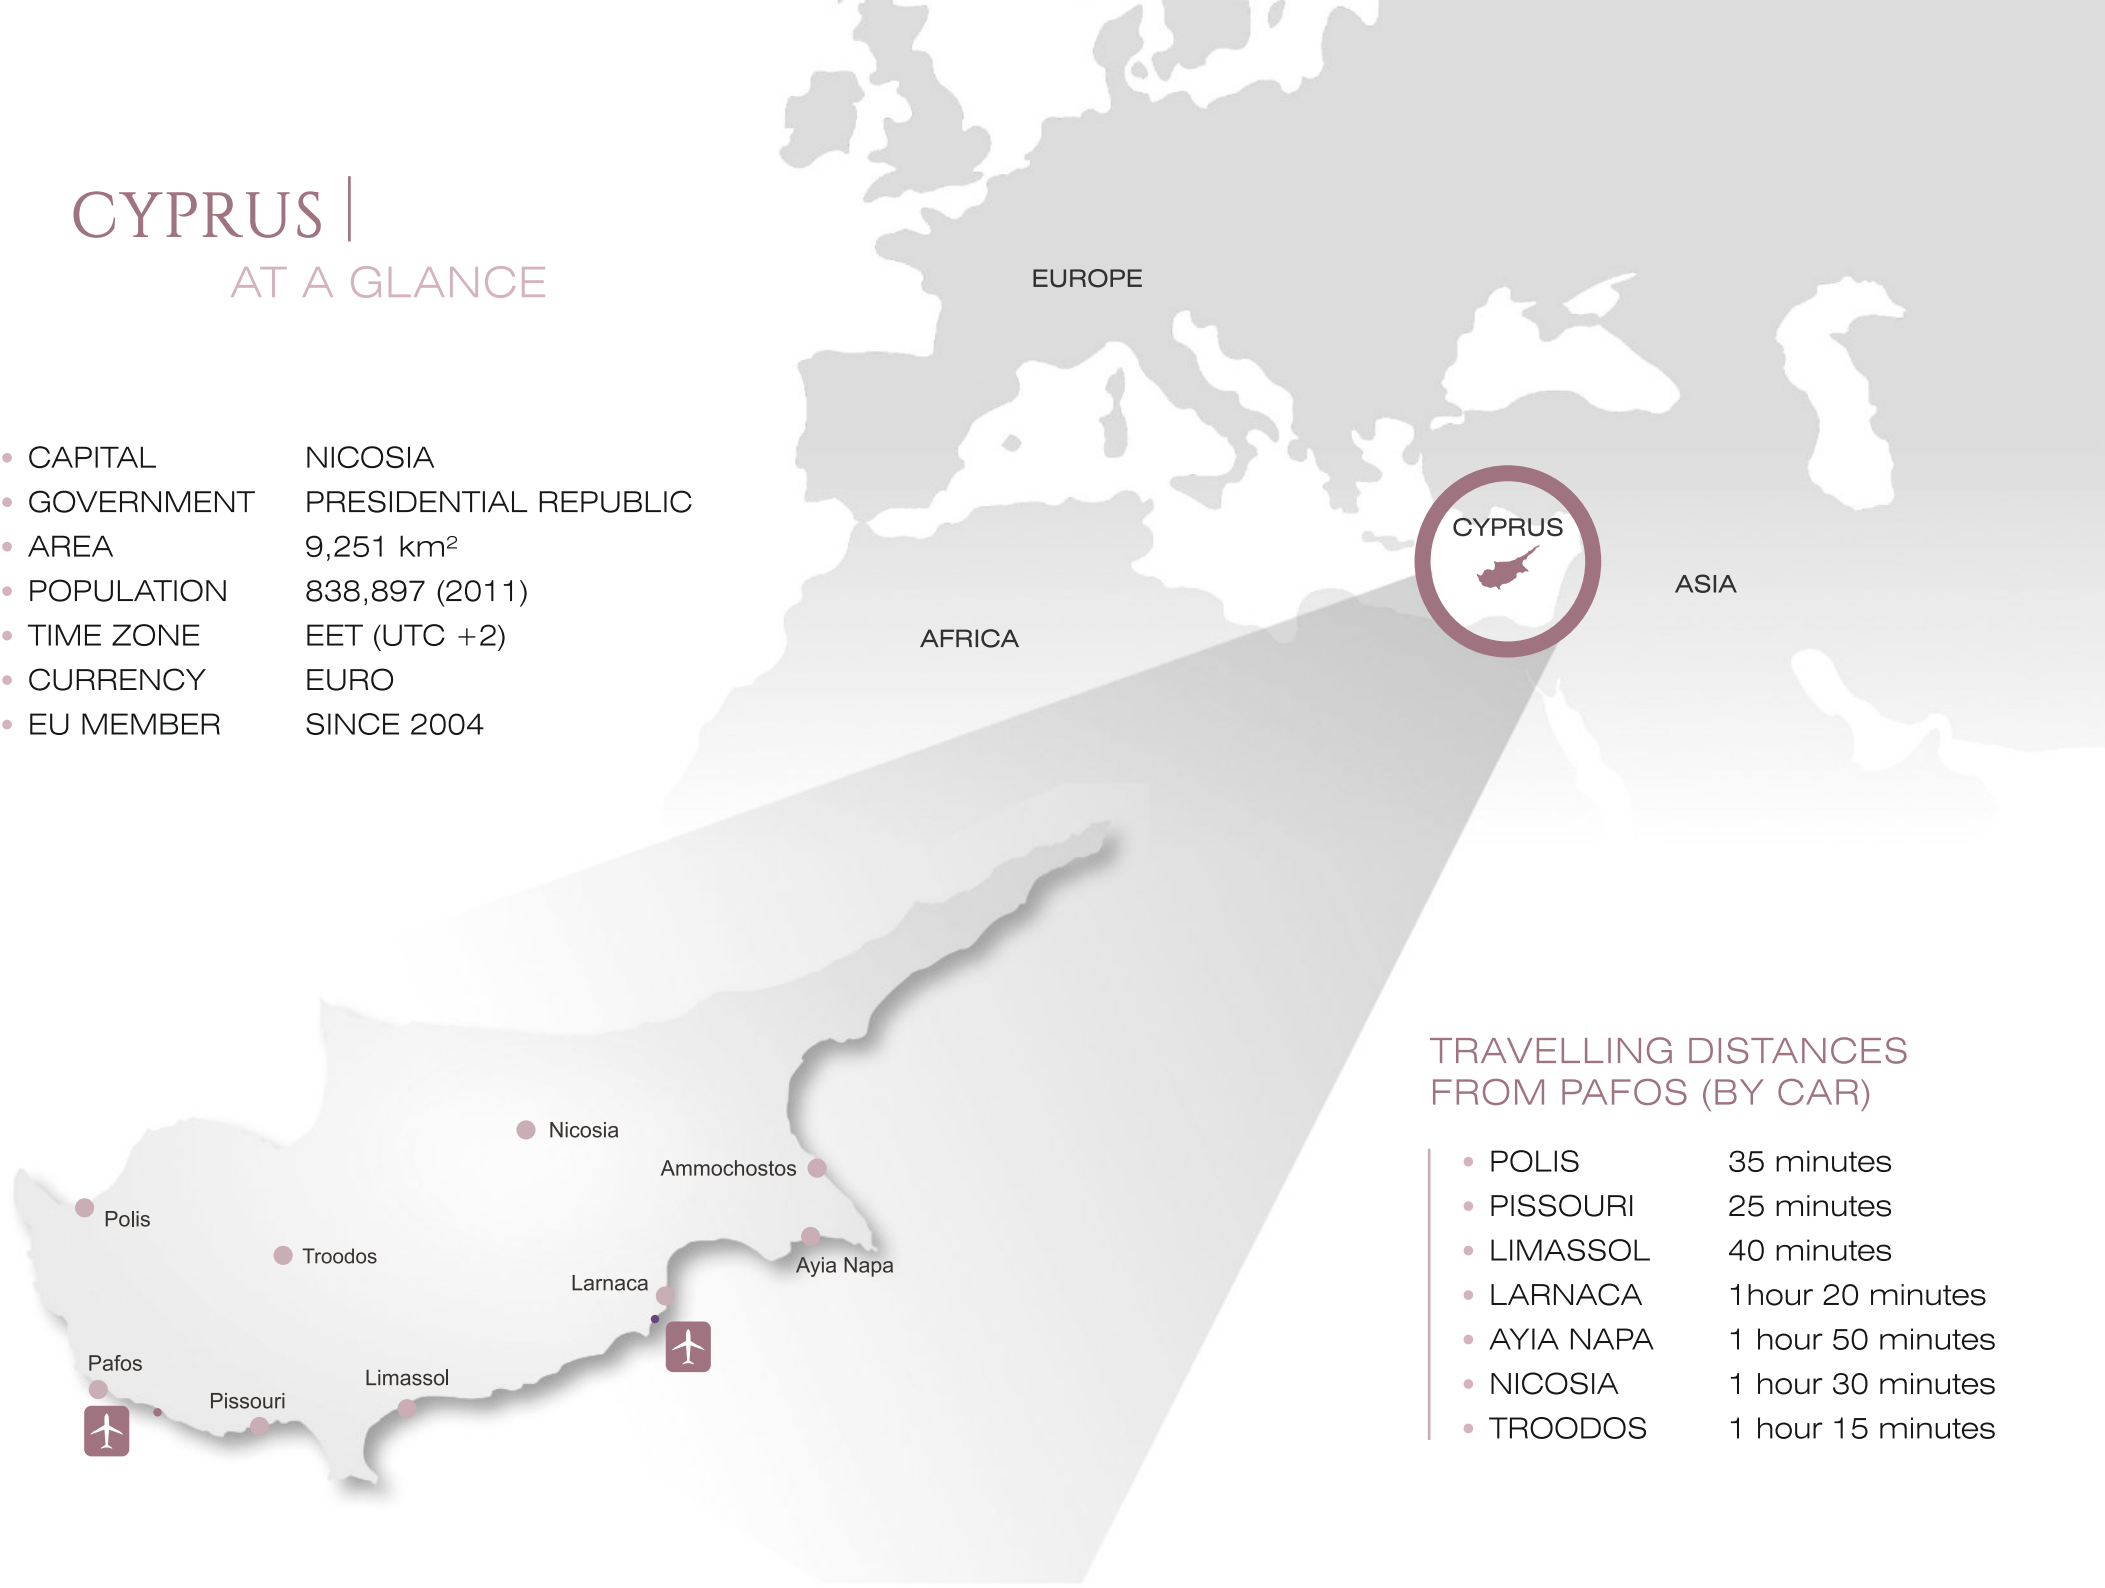 CYPRUS
AT A GLANCE
CAPITAL NICOSIA
GOVERNMENT PRESIDENTIAL REPUBLIC
AREA 9,251 km²
POPULATION 838,897 (2011)
TIME ZONE EET (UTC +2)
CURRENCY EURO
EU MEMBER SINCE 2004
EUROPE
CYPRUS
ASIA
AFRICA
Nicosia
Ammochostos
Polis
Troodos
Ayia Napa
Larnaca
Pafos
Limassol
Pissouri
TRAVELLING DISTANCES
FROM PAFOS (BY CAR)
POLIS 35 minutes
PISSOURI 25 minutes
LIMASSOL 40 minutes
LARNACA 1hour 20 minutes
AYIA NAPA 1 hour 50 minutes
NICOSIA 1 hour 30 minutes
TROODOS 1 hour 15 minutes